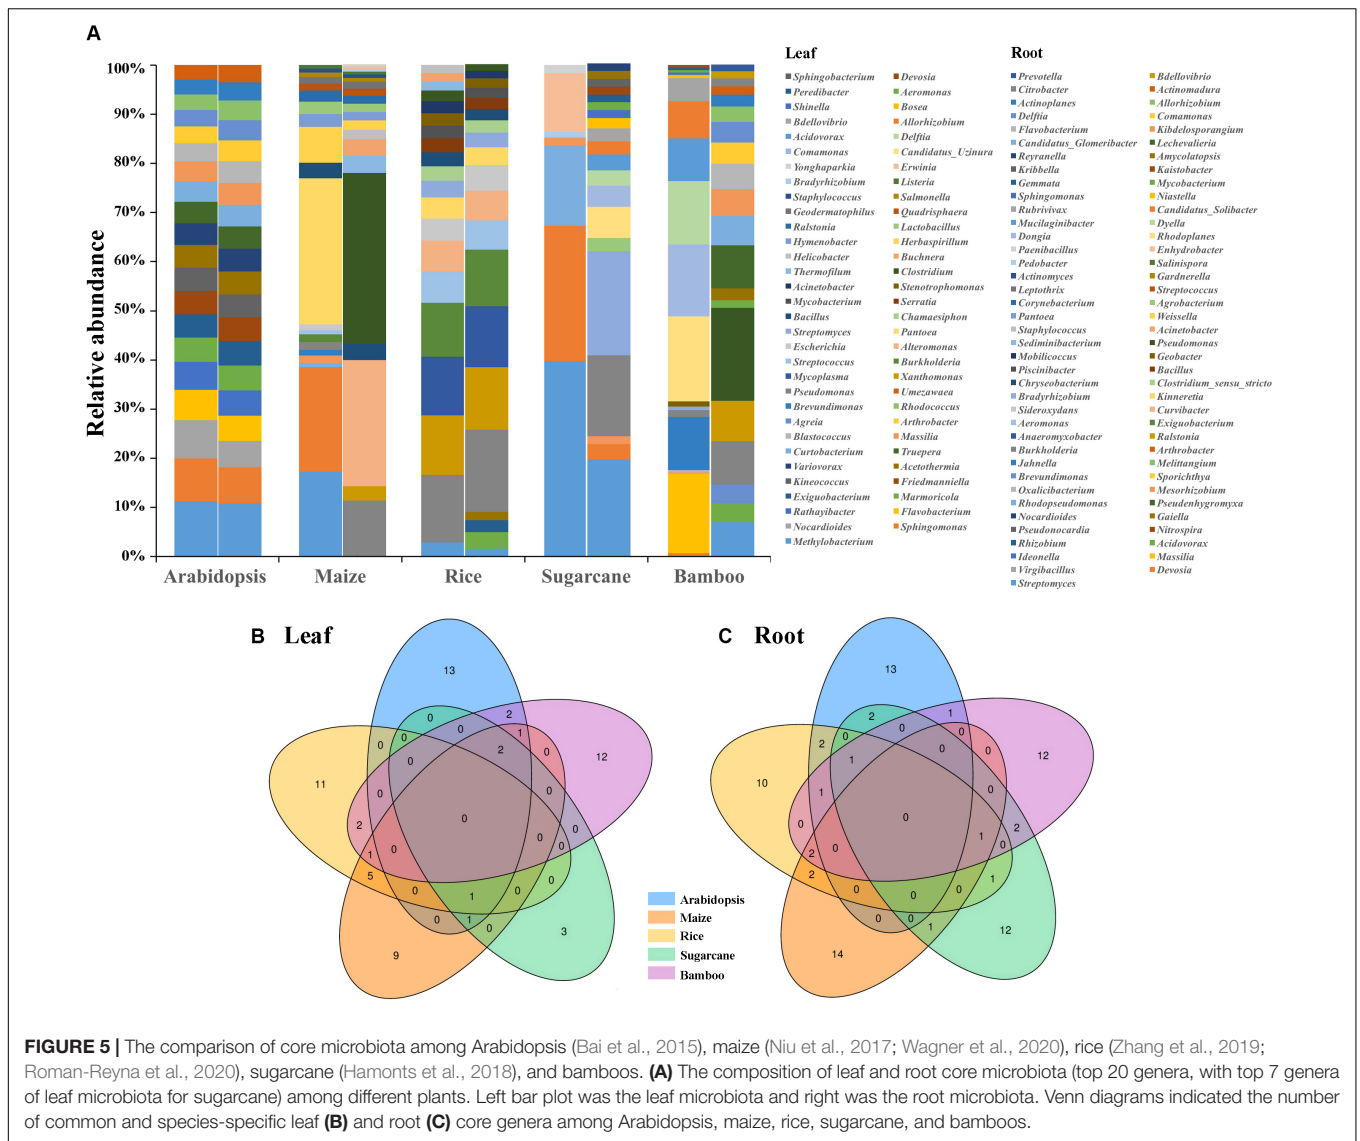 A
Leaf
Root
100%
90%
80%
70%
60%
50%
40%
30%
20%
10%
0%
Relative abundance
Arabidopsis Maize Rice Sugarcane Bamboo
Sphingobacterium Devosia Prevotella Bdellovibrio
Peredibacter Aeromonas Citrobacter Actinomadura
Shinella Bosea Actinoplanes Allorhizobium
Bdellovibrio Allorhizobium Delftia Comamonas
Acidovorax Delftia Flavobacterium Kibdelosporangium
Comamonas Candidatus_Uzinura Candidatus_Glomeribacter Lechevalieria
Yonghaparkia Erwinia Reyranella Amycolatopsis
Bradyrhizobium Listeria Kribbella Kaistobacter
Staphylococcus Salmonella Gemmata Mycobacterium
Geodermatophilus Quadrisphaera Sphingomonas Niastella
Ralstonia Lactobacillus Rubrivivax Candidatus_Solibacter
Hymenobacter Herbaspirillum Mucilaginibacter Dyella
Helicobacter Buchnera Dongia Rhodoplanes
Thermofilum Clostridium Paenibacillus Enhydrobacter
Acinetobacter Stenotrophomonas Pedobacter Salinispora
Mycobacterium Serratia Actinomyces Gardnerella
Bacillus Chamaesiphon Leptothrix Streptococcus
Streptomyces Pantoea Corynebacterium Agrobacterium
Escherichia Alteromonas Pantoea Weissella
Streptococcus Burkholderia Staphylococcus Acinetobacter
Mycoplasma Xanthomonas Sediminibacterium Pseudomonas
Pseudomonas Umezawaea Mobilicoccus Geobacter
Brevundimonas Rhodococcus Piscinibacter Bacillus
Agreia Arthrobacter Chryseobacterium Clostridium_sensu_stricto
Blastococcus Massilia Bradyrhizobium Kinneretia
Curtobacterium Truepera Sideroxydans Curvibacter
Variovorax Acetothermia Aeromonas Exiguobacterium
Kineococcus Friedmanniella Anaeromyxobacter Ralstonia
Exiguobacterium Marmoricola Burkholderia Arthrobacter
Rathayibacter Flavobacterium Jahnella Melittangium
Nocardioides Sphingomonas Brevundimonas Sporichthya
Methylobacterium Oxalicibacterium Mesorhizobium
Rhodopseudomonas Pseudenhygromyxa
Nocardioides Gaiella
Pseudonocardia Nitrospira
Rhizobium Acidovorax
Ideonella Massilia
Virgibacillus Devosia
Streptomyces
B Leaf
13
2
0
0
1
0
0
2
0
12
0
0
11
0
0
0
2
0
0
0
0
1
0
5
0
1
0
0
0
1
0
3
9
Arabidopsis
Maize
Rice
Sugarcane
Bamboo
C Root
13
1
2
0
0
0
2
0
0
12
1
10
0
1
0
0
2
1
0
2
0
2
0
0
0
1
0
0
1
12
14
FIGURE 5 | The comparison of core microbiota among Arabidopsis (Bai et al., 2015), maize (Niu et al., 2017; Wagner et al., 2020), rice (Zhang et al., 2019;
Roman-Reyna et al., 2020), sugarcane (Hamonts et al., 2018), and bamboos. (A) The composition of leaf and root core microbiota (top 20 genera, with top 7 genera
of leaf microbiota for sugarcane) among different plants. Left bar plot was the leaf microbiota and right was the root microbiota. Venn diagrams indicated the number
of common and species-specific leaf (B) and root (C) core genera among Arabidopsis, maize, rice, sugarcane, and bamboos.